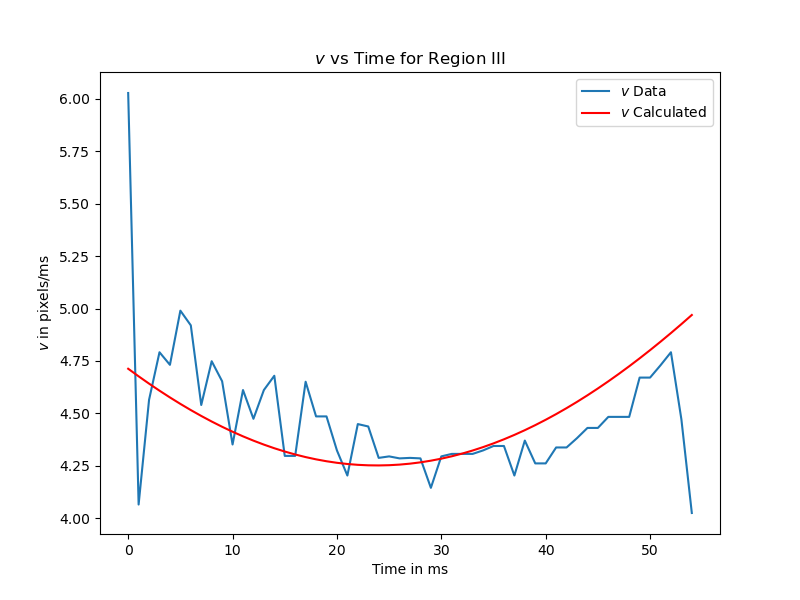 v vs Time for Region III
v Data
v Calculated
6.00
5.75
5.50
5.25
5.00
4.75
4.50
4.25
4.00
v in pixels/ms
0 10 20 30 40 50
Time in ms